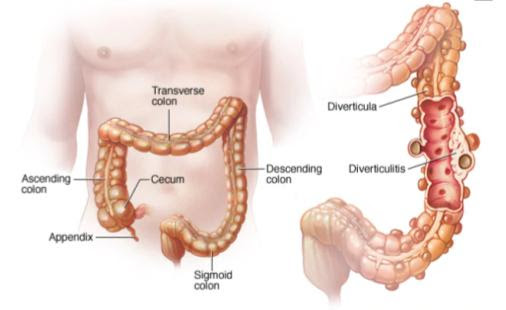 Transverse
colon
Ascending
colon
Cecum
Descending
colon
Appendix
Sigmoid
colon
Diverticula
Diverticulitis